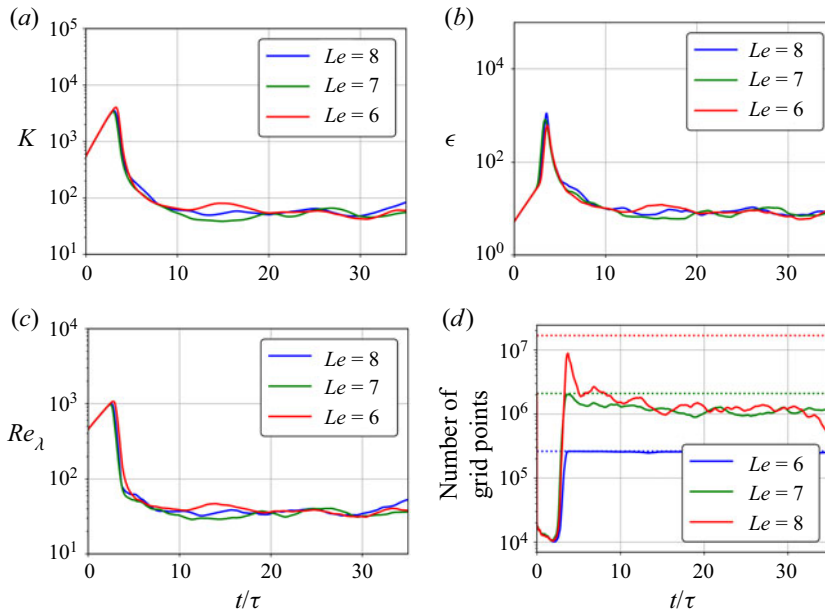 (a)
10^5
10^4
10^3
10^2
10^1
K
Le = 8
Le = 7
Le = 6
0 10 20 30
(b)
10^4
10^2
10^0
ϵ
Le = 8
Le = 7
Le = 6
0 10 20 30
(c)
10^4
10^3
10^2
10^1
Re_λ
Le = 8
Le = 7
Le = 6
0 10 20 30
t/τ
(d)
10^7
10^6
10^5
10^4
Number of
grid points
Le = 6
Le = 7
Le = 8
0 10 20 30
t/τ